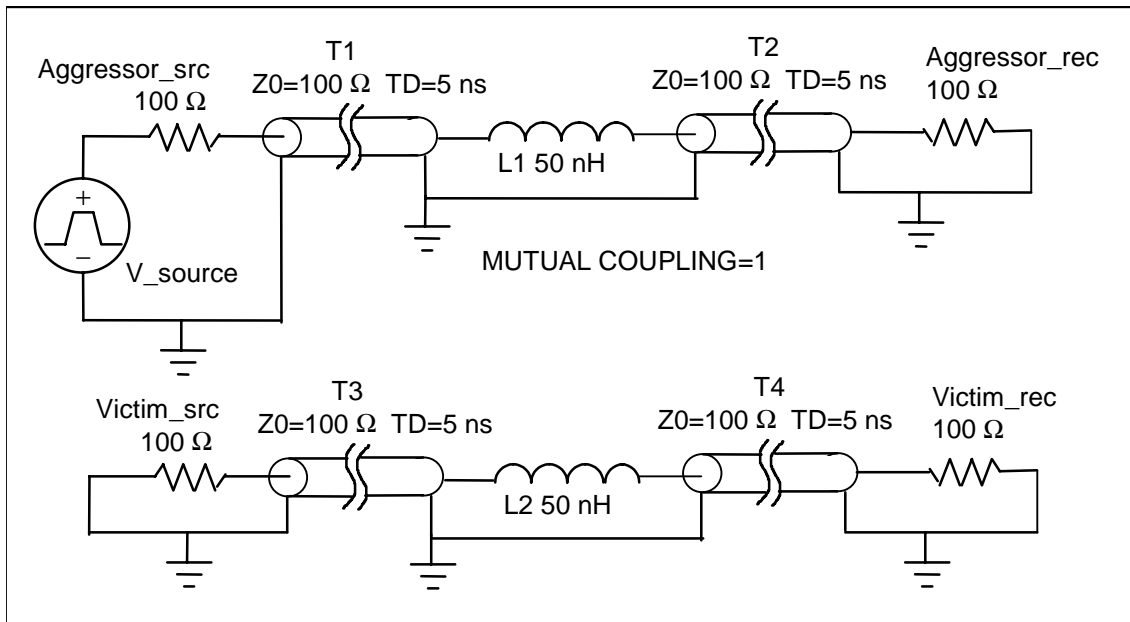 T1
T2
Aggressor_src
Z0=100 Ω TD=5 ns
Z0=100 Ω TD=5 ns
Aggressor_rec
100 Ω
100 Ω
L1 50 nH
+
−
V_source
MUTUAL COUPLING=1
T3
T4
Victim_src
Z0=100 Ω TD=5 ns
Z0=100 Ω TD=5 ns
Victim_rec
100 Ω
100 Ω
L2 50 nH